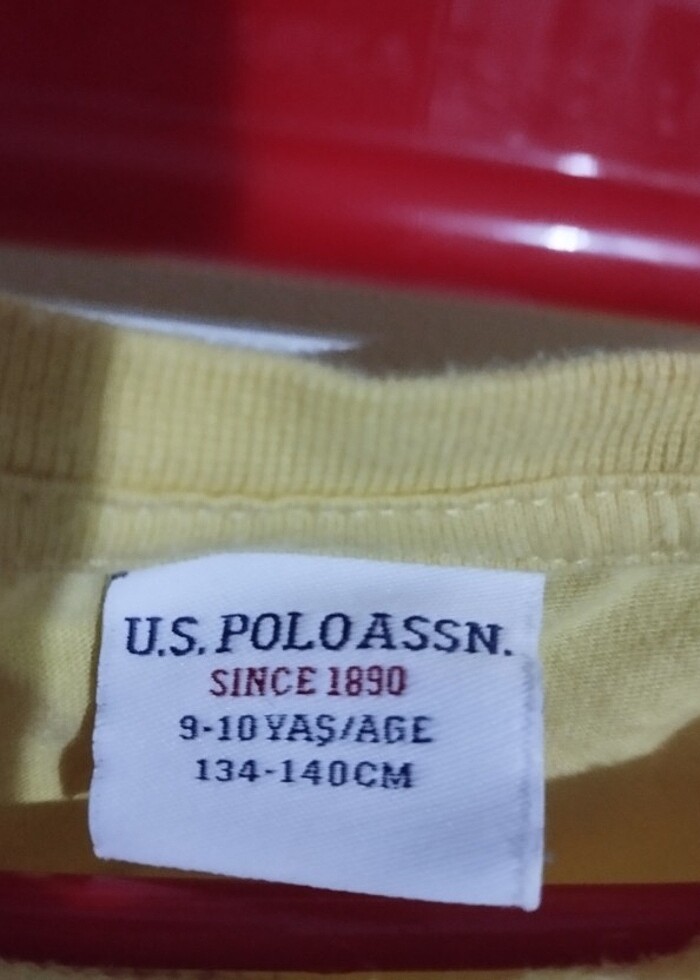 U.S. POLO ASSN.
SINCE 1890
9-10 YAŞ/AGE
134-140CM